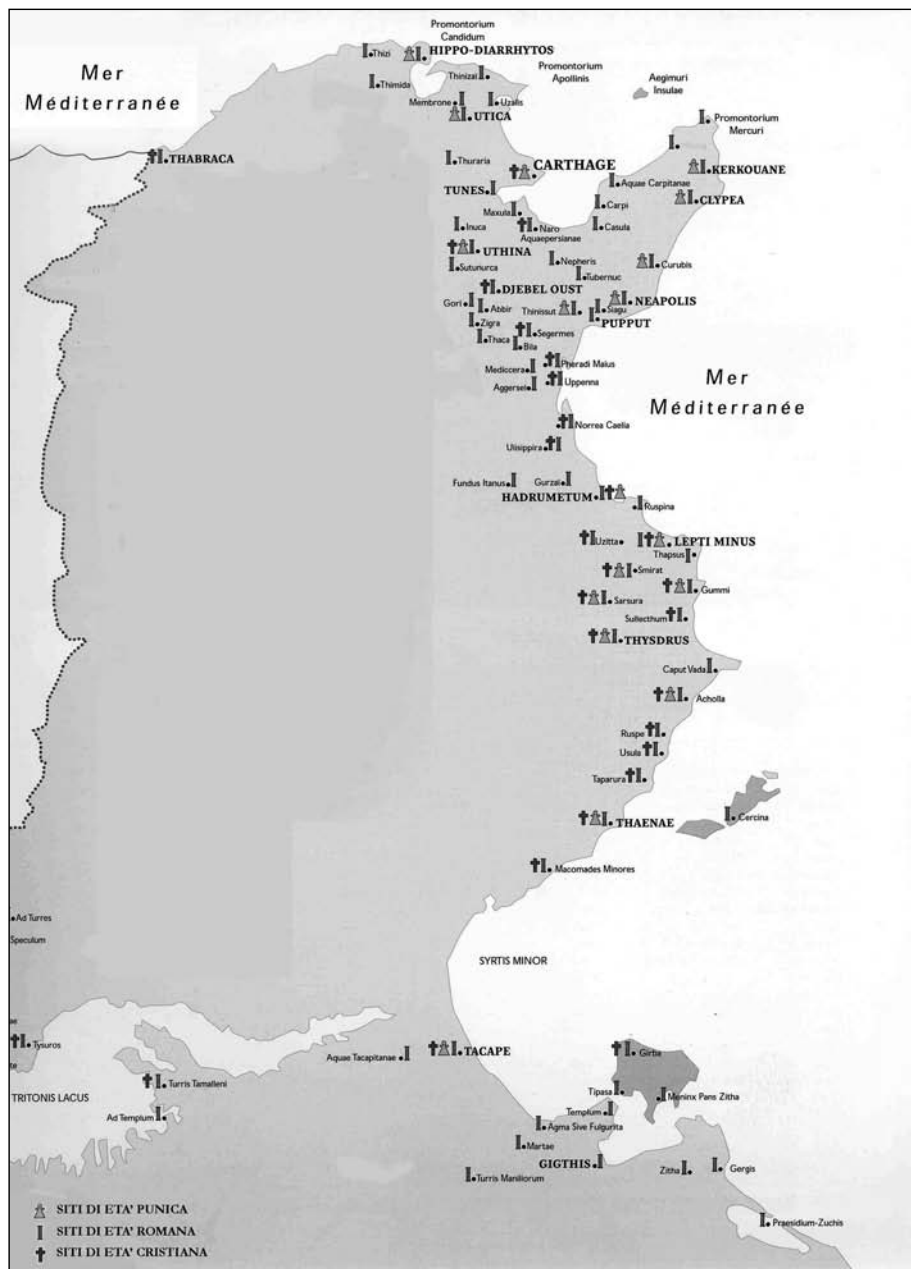 Promontorium
Candidum
Thizi
HIPPO-DIARRHYTOS
Mer
Méditerranée
Thimida
Thinizai
Promontorium
Apollinis
Aegimuri
Insulae
Membrone
Uzalis
UTICA
Promontorium
Mercuri
THABRACA
Thuraria
CARTHAGE
KERKOUANE
TUNES
Aquae Carpitanae
CLYPEA
Maxula
Carpi
Inuca
Naro
Aquaepersianae
Casula
UTHINA
Sutunurca
Nepheris
Curubis
Tubernuc
DJEBEL OUST
Gori
Abbir
Thinissut
Siagu
NEAPOLIS
Zigra
PUPPUT
Thaca
Segermes
Bila
Mediccera
Pheradi Maius
Aggersel
Uppenna
Mer
Méditerranée
Norrea Caelia
Ulisippira
Fundus Itanus
Gurzai
HADRUMETUM
Ruspina
Uzitta
LEPTI MINUS
Thapsus
Smirat
Gummi
Sarsura
Sullecthum
THYSDRUS
Caput Vada
Acholla
Ruspe
Usula
Taparura
THAENAE
Cercina
Macomades Minores
Ad Turres
Speculum
SYRTIS MINOR
ae
Tysuros
te
Aquae Tacapitanae
TACAPE
Girba
TRITONIS LACUS
Turris Tamalleni
Tipasa
Meninx Pans Zitha
Ad Templum
Templum
Agma Sive Fulgurita
Martae
GIGTHIS
Zitha
Gergis
Turris Maniliorum
SITI DI ETA' PUNICA
SITI DI ETA' ROMANA
SITI DI ETA' CRISTIANA
Praesidium-Zuchis